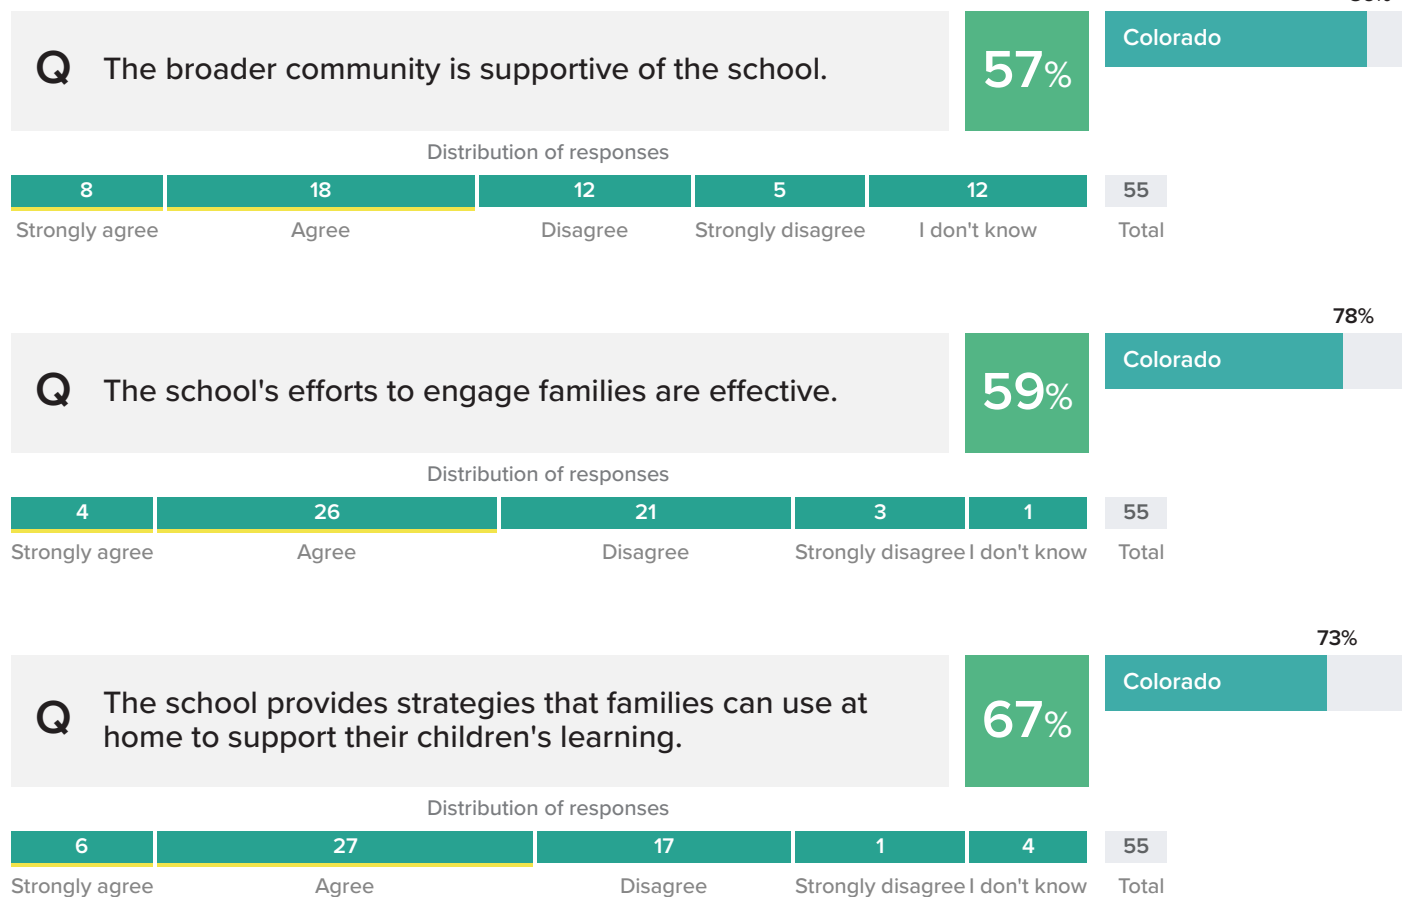 Q The broader community is supportive of the school.
57%
Colorado
Distribution of responses
8 18 12 5 12 55
Strongly agree Agree Disagree Strongly disagree I don't know Total
78%
Q The school's efforts to engage families are effective.
59%
Colorado
Distribution of responses
4 26 21 3 1 55
Strongly agree Agree Disagree Strongly disagree I don't know Total
73%
Q The school provides strategies that families can use at
home to support their children's learning.
67%
Colorado
Distribution of responses
6 27 17 1 4 55
Strongly agree Agree Disagree Strongly disagree I don't know Total